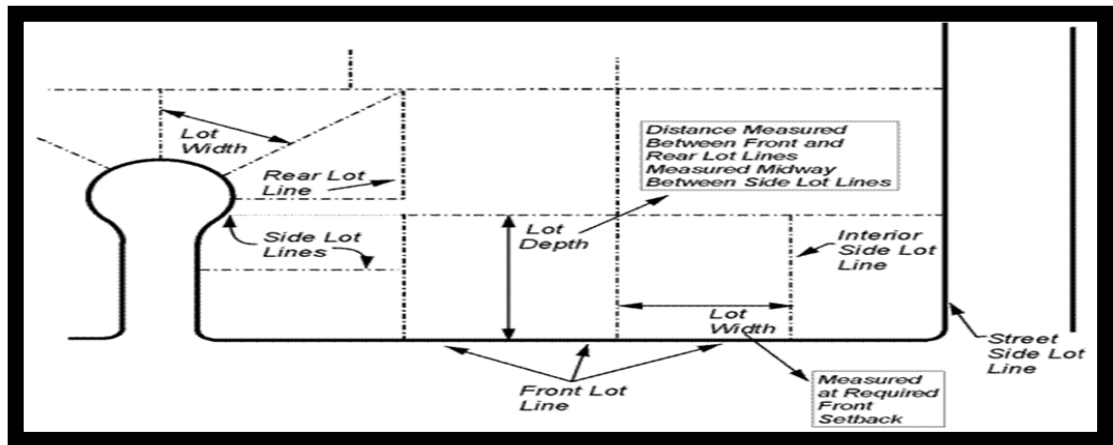 Lot
Width
Distance Measured
Between Front and
Rear Lot Lines
Measured Midway
Between Side Lot Lines
Rear Lot
Line
Side Lot
Lines
Lot
Depth
Interior
Side Lot
Line
Lot
Width
Street
Side Lot
Line
Front Lot
Line
Measured
at Required
Front
Setback